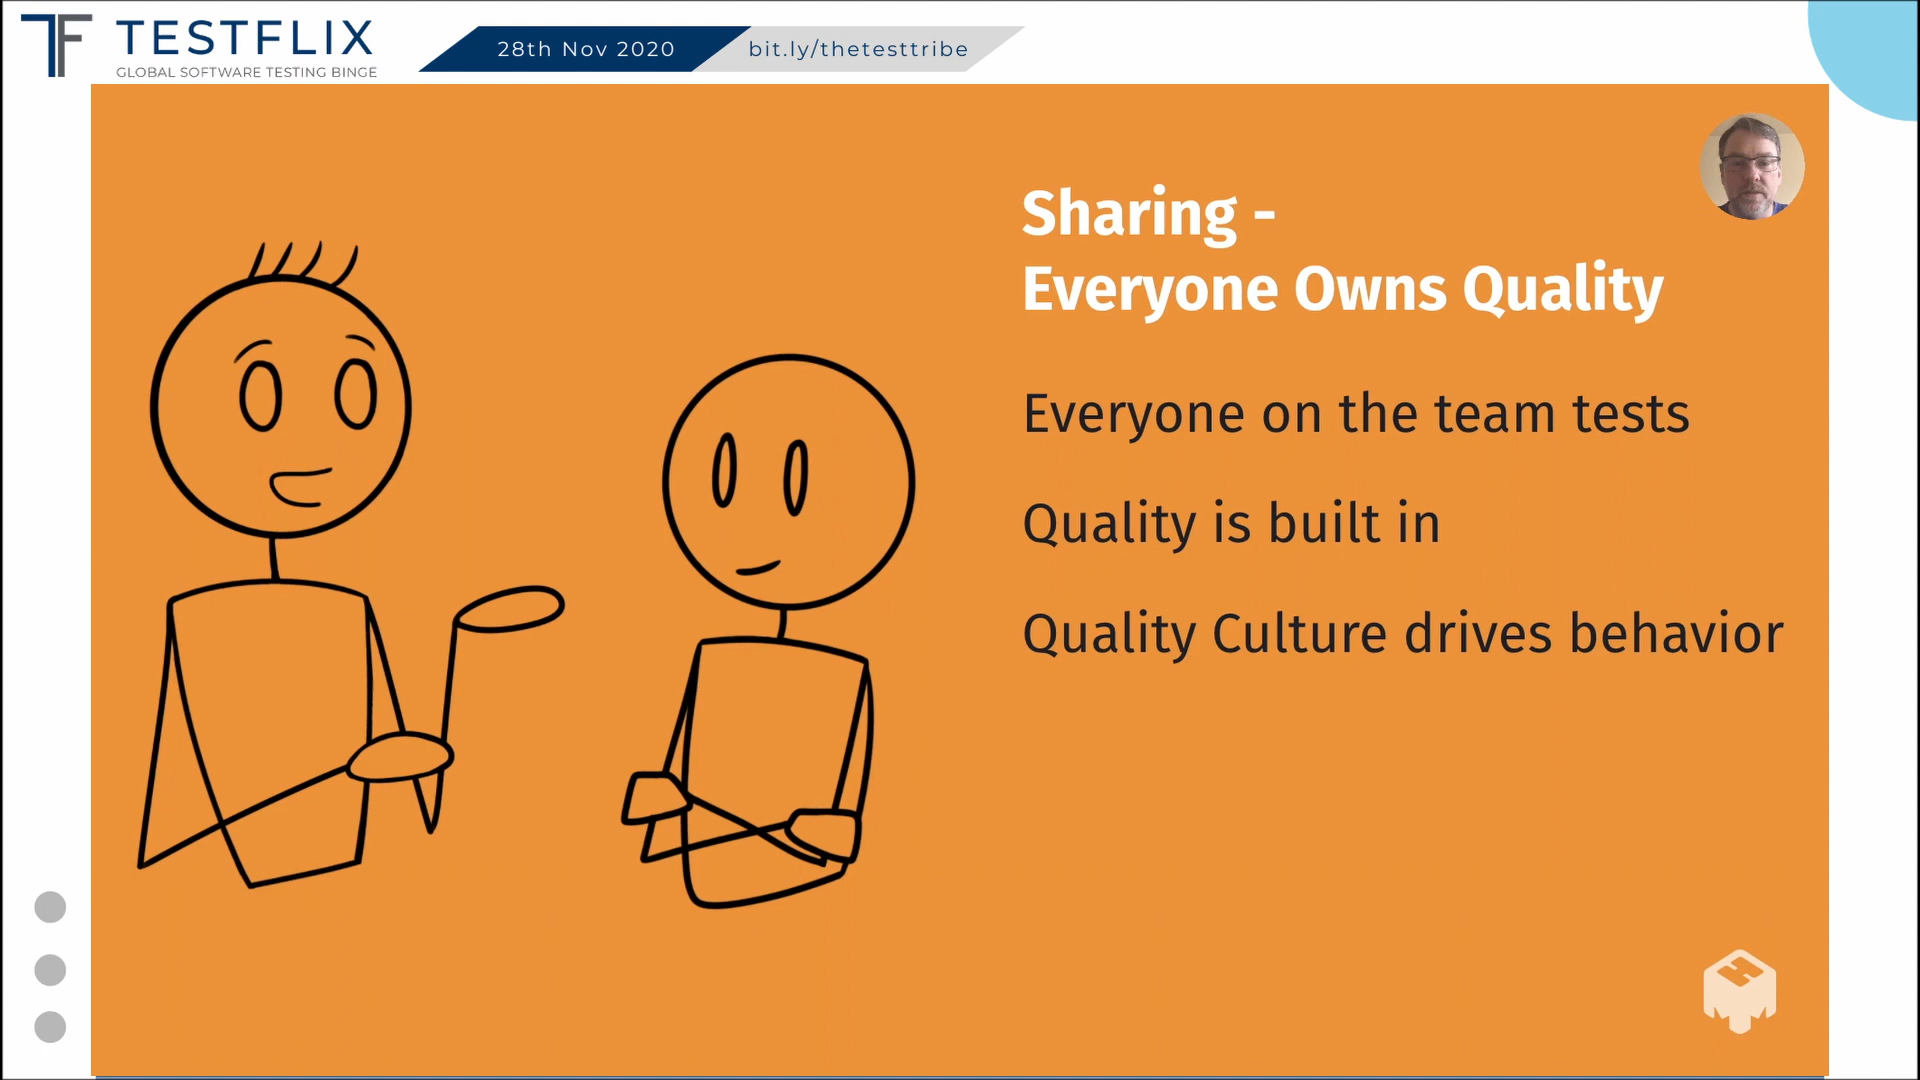 TF TESTFLIX
GLOBAL SOFTWARE TESTING BINGE
28th Nov 2020
bit.ly/thetesttribe
Sharing -
Everyone Owns Quality
Everyone on the team tests
Quality is built in
Quality Culture drives behavior